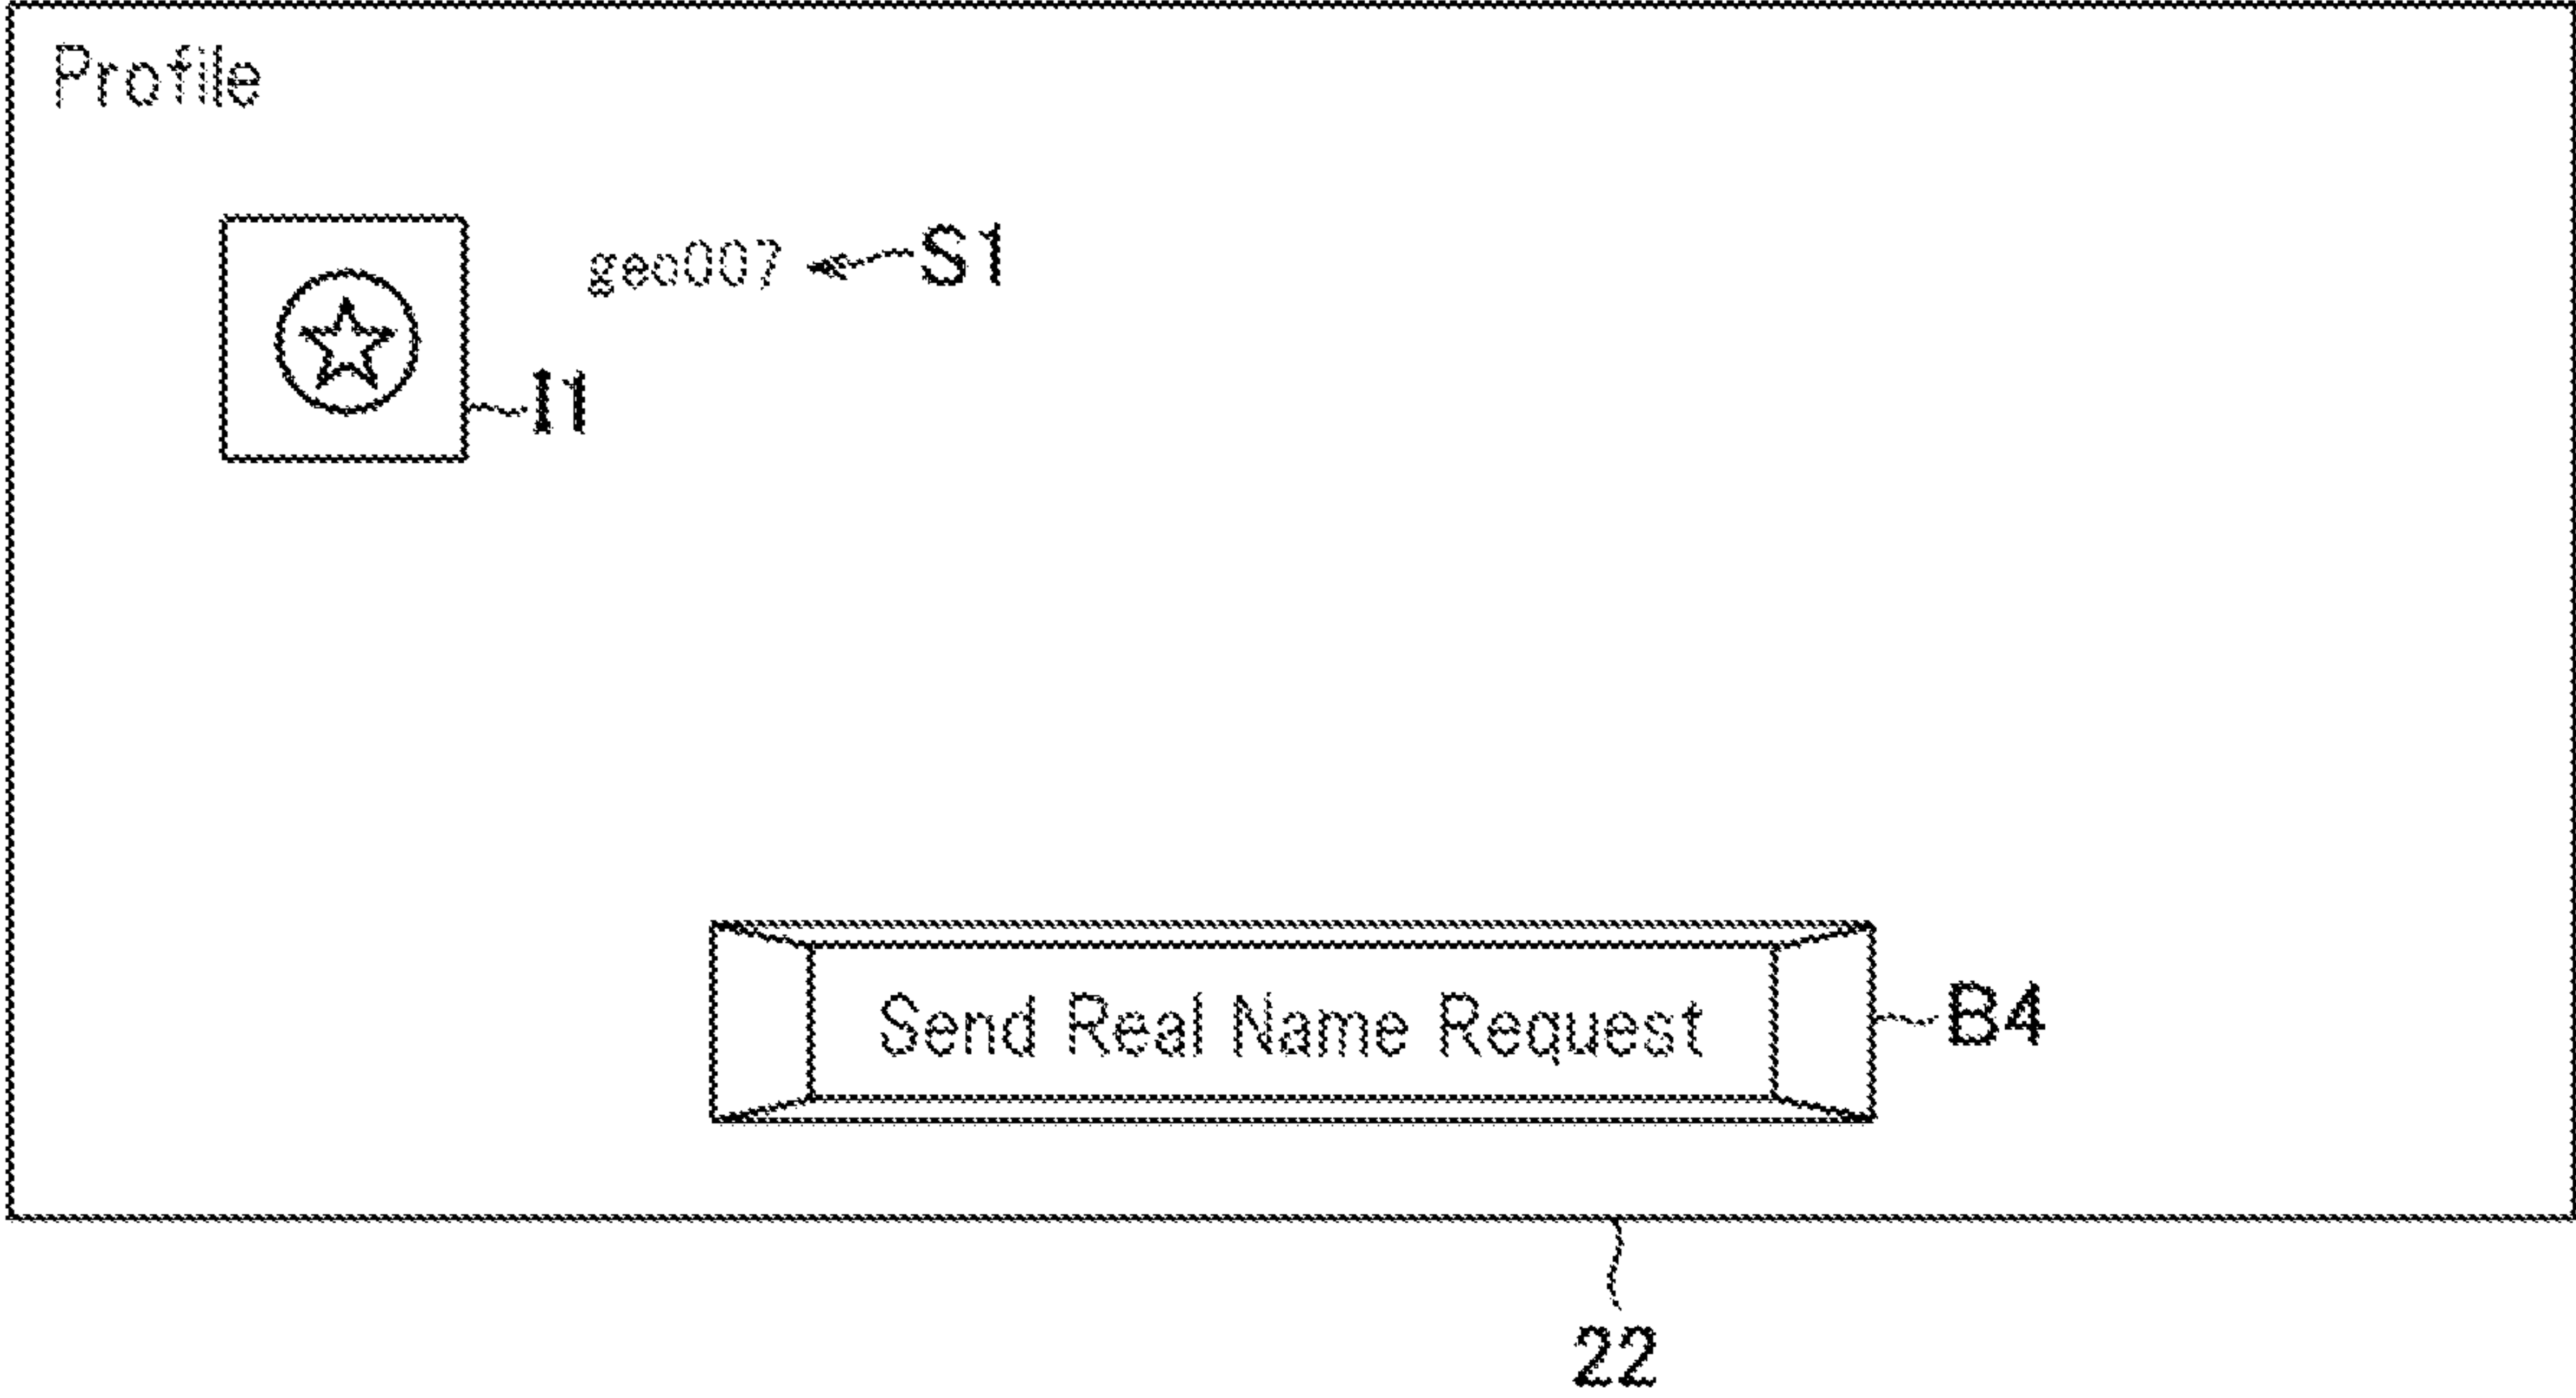 Profile
geo007 S1
I1
Send Real Name Request B4
22